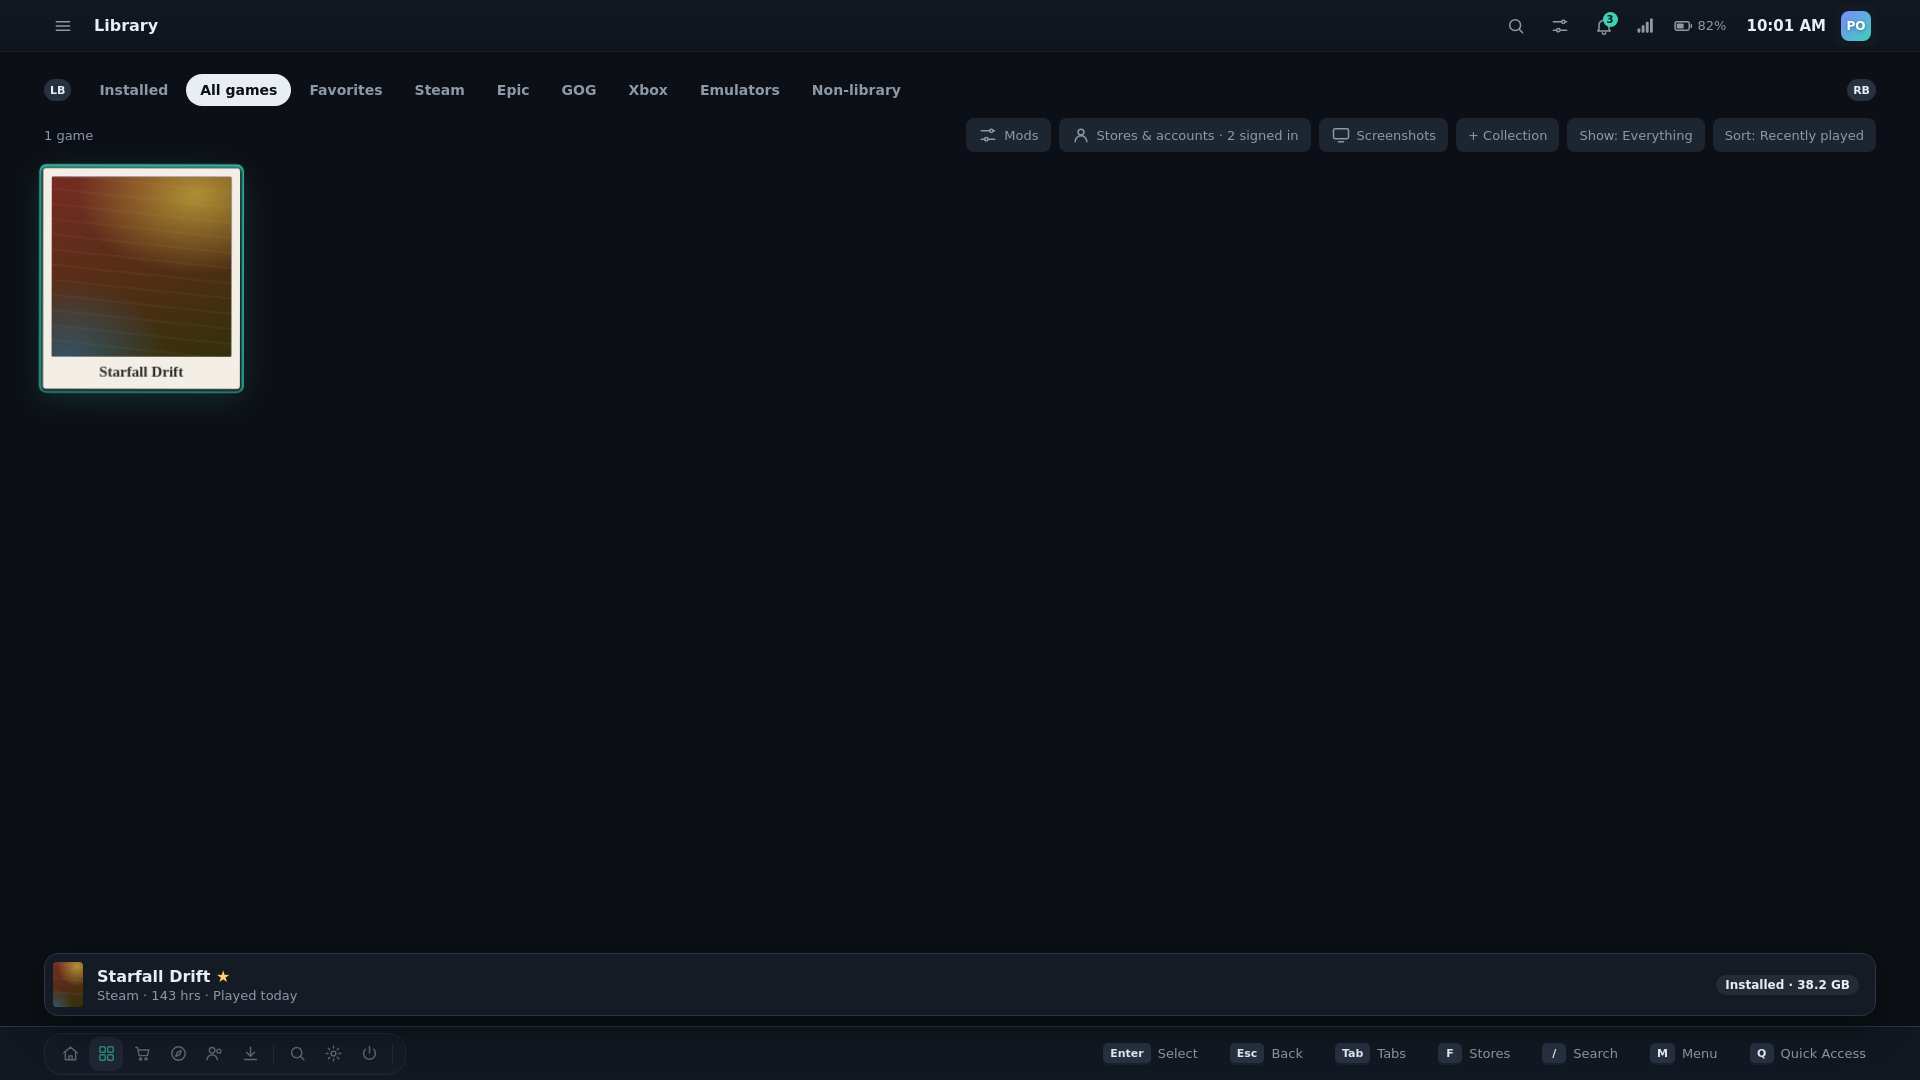 Library
3
82%
10:01 AM
PO
LB
Installed
All games
Favorites
Steam
Epic
GOG
Xbox
Emulators
Non-library
RB
1 game
Mods
Stores & accounts · 2 signed in
Screenshots
+ Collection
Show: Everything
Sort: Recently played
Starfall Drift
Starfall Drift ★
Steam · 143 hrs · Played today
Installed · 38.2 GB
Enter Select
Esc Back
Tab Tabs
F Stores
/ Search
M Menu
Q Quick Access